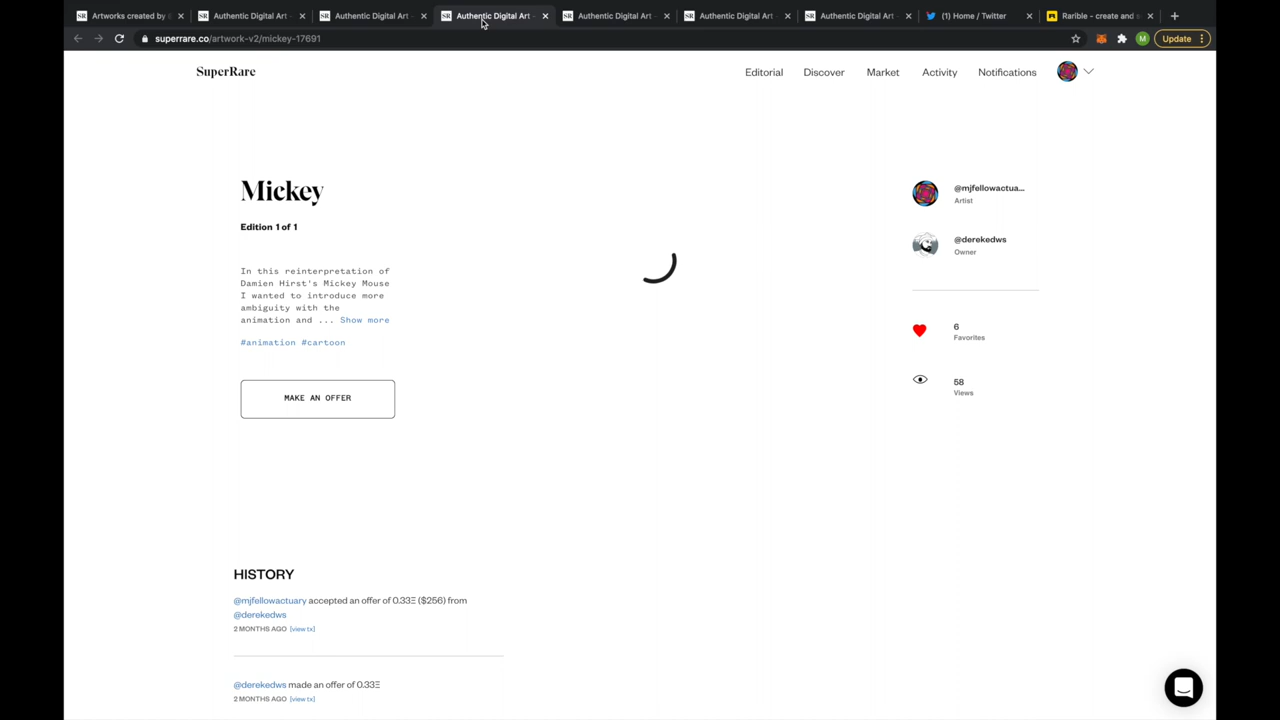 Artworks created by
Authentic Digital Art
Authentic Digital Art
Authentic Digital Art
Authentic Digital Art
Authentic Digital Art
Authentic Digital Art
(1) Home / Twitter
Rarible - create and
superrare.co/artwork-v2/mickey-17691
M
Update
SuperRare
Editorial
Discover
Market
Activity
Notifications
Mickey
Edition 1 of 1
In this reinterpretation of
Damien Hirst's Mickey Mouse
I wanted to introduce more
ambiguity with the
animation and ... Show more
#animation #cartoon
MAKE AN OFFER
@mjfellowactua...
Artist
@derekedws
Owner
6
Favorites
58
Views
HISTORY
@mjfellowactuary accepted an offer of 0.33Ξ ($256) from
@derekedws
2 MONTHS AGO [view tx]
@derekedws made an offer of 0.33Ξ
2 MONTHS AGO [view tx]